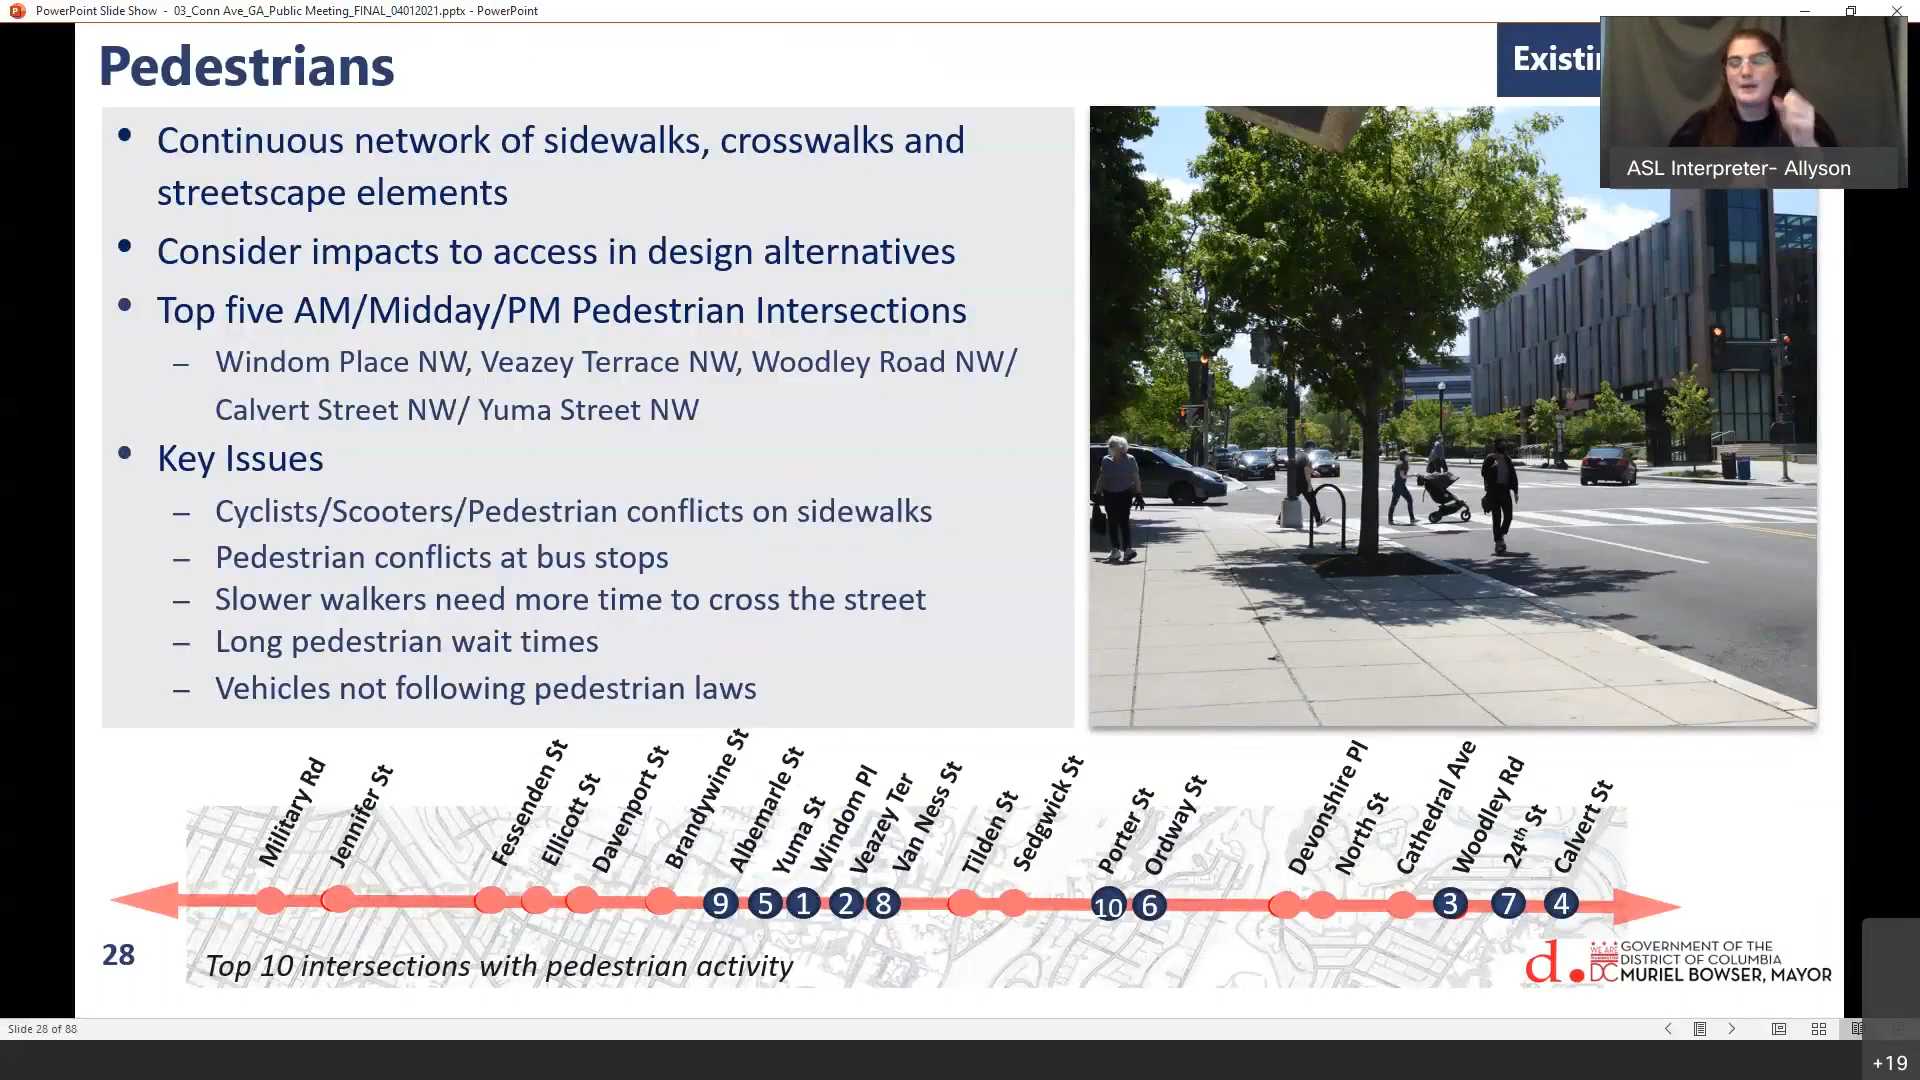 PowerPoint Slide Show - 03_Conn Ave_GA_Public Meeting_FINAL_04012021.pptx - PowerPoint
Pedestrians
Existi
ASL Interpreter- Allyson
• Continuous network of sidewalks, crosswalks and
streetscape elements
• Consider impacts to access in design alternatives
• Top five AM/Midday/PM Pedestrian Intersections
– Windom Place NW, Veazey Terrace NW, Woodley Road NW/
Calvert Street NW/ Yuma Street NW
• Key Issues
– Cyclists/Scooters/Pedestrian conflicts on sidewalks
– Pedestrian conflicts at bus stops
– Slower walkers need more time to cross the street
– Long pedestrian wait times
– Vehicles not following pedestrian laws
Military Rd
Jennifer St
Fessenden St
Ellicott St
Davenport St
Brandywine St
Albemarle St
Yuma St
Windom Pl
Veazey Ter
Van Ness St
Tilden St
Sedgwick St
Porter St
Ordway St
Devonshire Pl
North St
Cathedral Ave
Woodley Rd
24th St
Calvert St
9 5 1 2 8 10 6 3 7 4
28
Top 10 intersections with pedestrian activity
d.
WE ARE
WASHINGTON
DC
GOVERNMENT OF THE
DISTRICT OF COLUMBIA
MURIEL BOWSER, MAYOR
Slide 28 of 88
+19